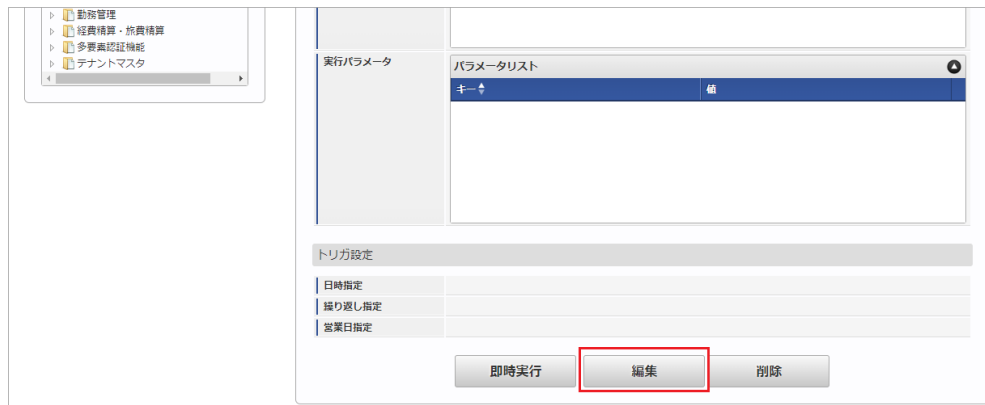 勤務管理
経費精算・旅費精算
多要素認証機能
テナントマスタ
実行パラメータ
パラメータリスト
キー 値
トリガ設定
日時指定
繰り返し指定
営業日指定
即時実行 編集 削除